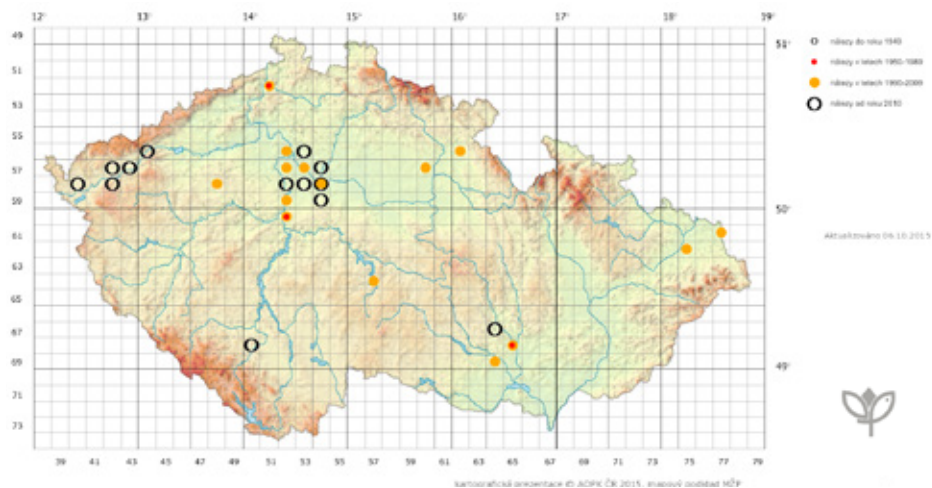 12° 13° 14° 15° 16° 17° 18° 19°
49
51
53
55
57
59
61
63
65
67
69
71
73
51°
50°
49°
39 41 43 45 47 49 51 53 55 57 59 61 63 65 67 69 71 73 75 77 79
nálezy do roku 1949
nálezy v letech 1950-1989
nálezy v letech 1990-2009
nálezy od roku 2010
Aktualizováno 06.10.2015
kartografická prezentace © AOPK ČR 2015, mapový podklad MŽP